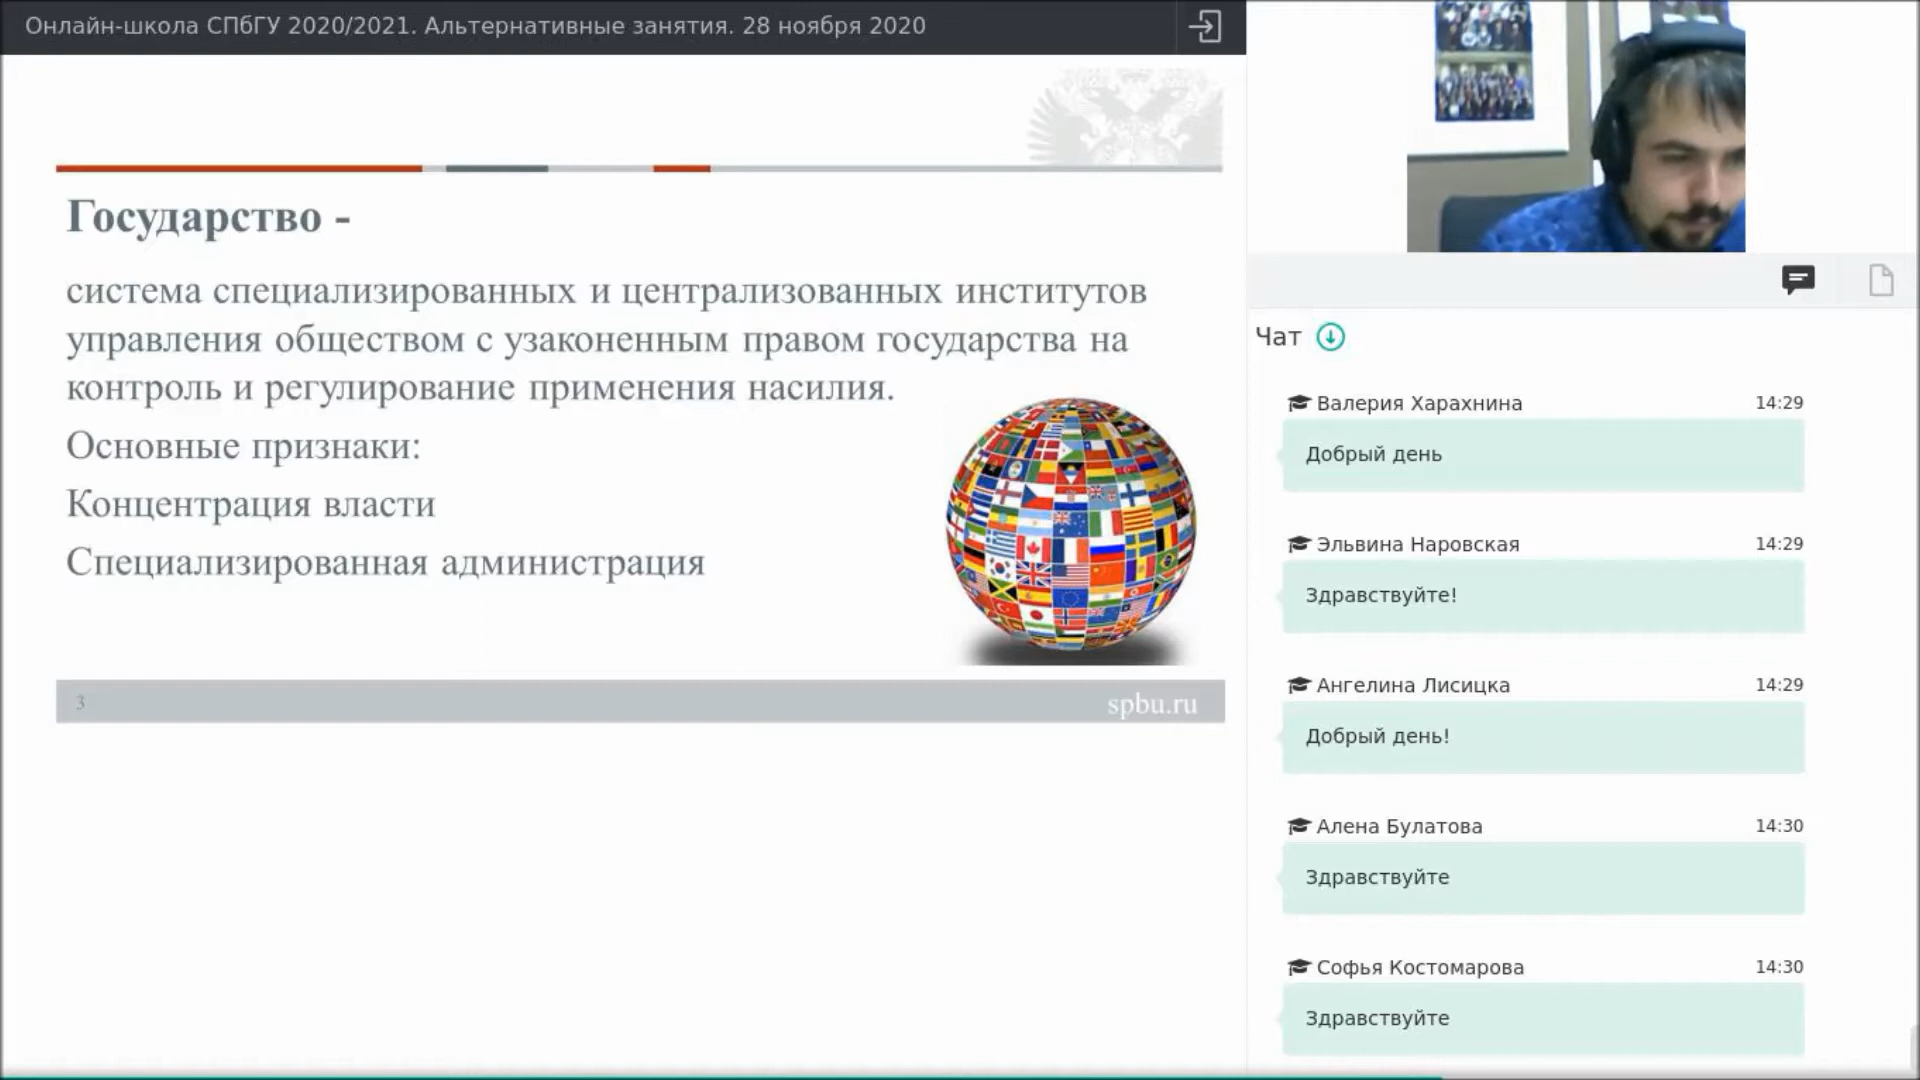 Онлайн-школа СПбГУ 2020/2021. Альтернативные занятия. 28 ноября 2020
Государство -
система специализированных и централизованных институтов
управления обществом с узаконенным правом государства на
контроль и регулирование применения насилия.
Основные признаки:
Концентрация власти
Специализированная администрация
3
spbu.ru
Чат
Валерия Харахнина 14:29
Добрый день
Эльвина Наровская 14:29
Здравствуйте!
Ангелина Лисицка 14:29
Добрый день!
Алена Булатова 14:30
Здравствуйте
Софья Костомарова 14:30
Здравствуйте